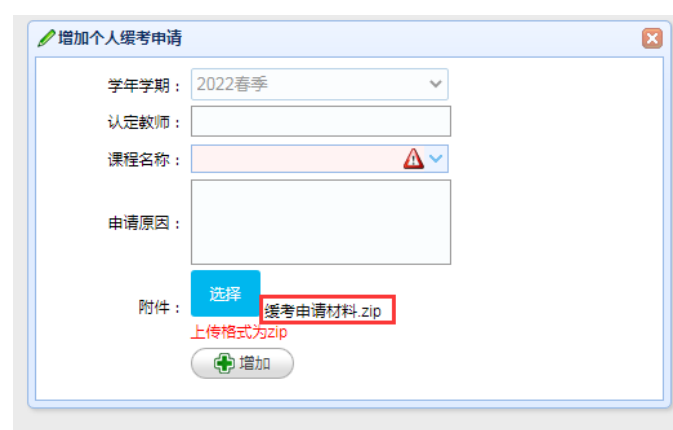 增加个人缓考申请
学年学期：2022春季
认定教师：
课程名称：
申请原因：
附件：选择 缓考申请材料.zip
上传格式为zip
增加